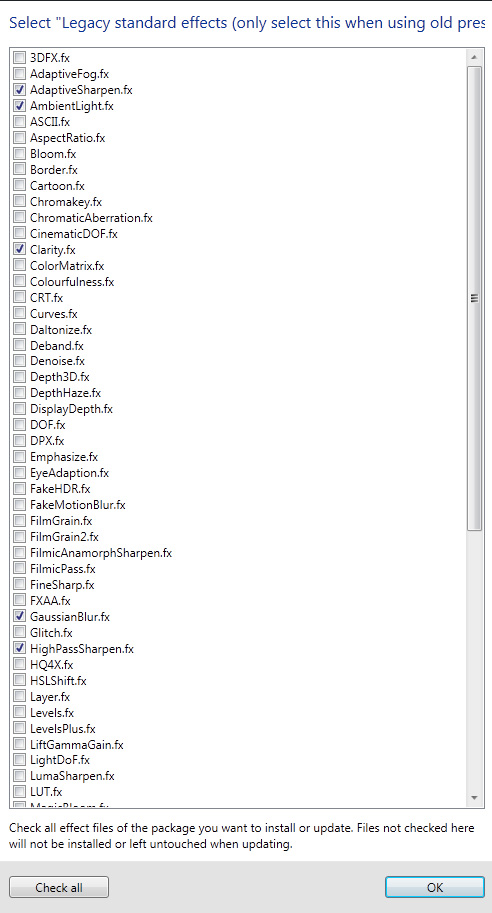 Select "Legacy standard effects (only select this when using old pres
3DFX.fx
AdaptiveFog.fx
AdaptiveSharpen.fx
AmbientLight.fx
ASCII.fx
AspectRatio.fx
Bloom.fx
Border.fx
Cartoon.fx
Chromakey.fx
ChromaticAberration.fx
CinematicDOF.fx
Clarity.fx
ColorMatrix.fx
Colourfulness.fx
CRT.fx
Curves.fx
Daltonize.fx
Deband.fx
Denoise.fx
Depth3D.fx
DepthHaze.fx
DisplayDepth.fx
DOF.fx
DPX.fx
Emphasize.fx
EyeAdaption.fx
FakeHDR.fx
FakeMotionBlur.fx
FilmGrain.fx
FilmGrain2.fx
FilmicAnamorphSharpen.fx
FilmicPass.fx
FineSharp.fx
FXAA.fx
GaussianBlur.fx
Glitch.fx
HighPassSharpen.fx
HQ4X.fx
HSLShift.fx
Layer.fx
Levels.fx
LevelsPlus.fx
LiftGammaGain.fx
LightDoF.fx
LumaSharpen.fx
LUT.fx
MagicBloom.fx
Check all effect files of the package you want to install or update. Files not checked here
will not be installed or left untouched when updating.
Check all
OK